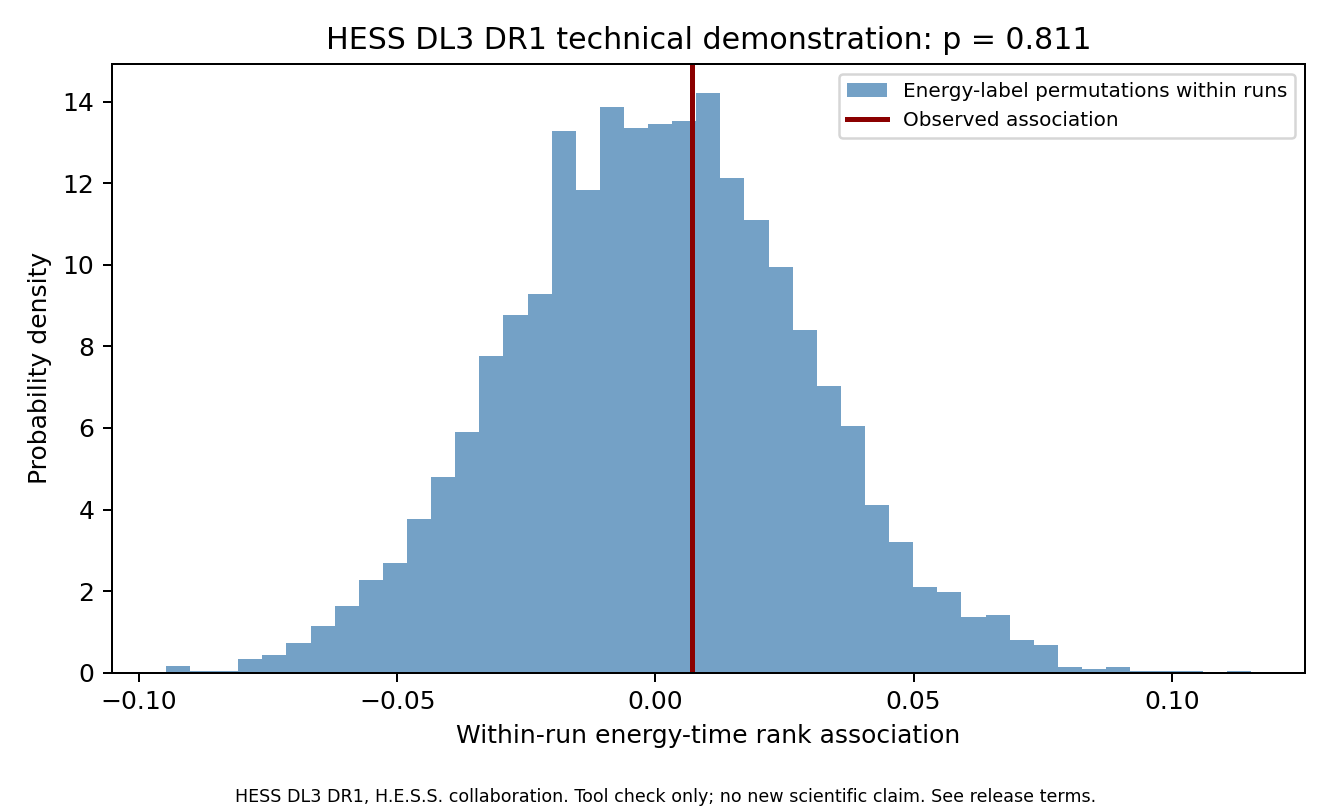 HESS DL3 DR1 technical demonstration: p = 0.811
Energy-label permutations within runs
Observed association
Probability density
14
12
10
8
6
4
2
0
−0.10
−0.05
0.00
0.05
0.10
Within-run energy-time rank association
HESS DL3 DR1, H.E.S.S. collaboration. Tool check only; no new scientific claim. See release terms.